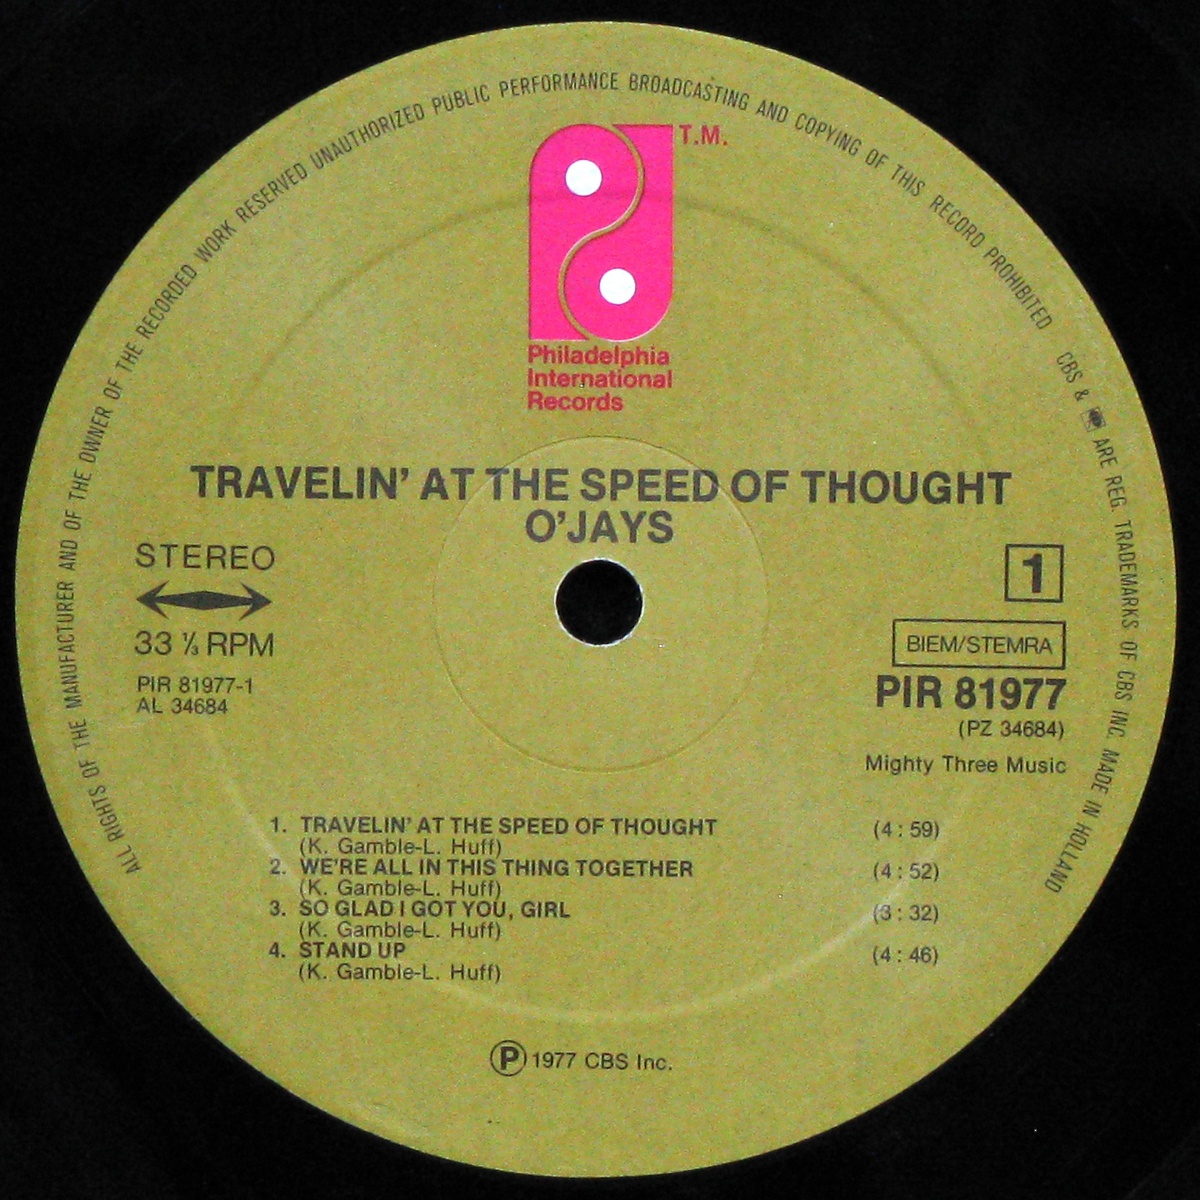 ALL RIGHTS OF THE MANUFACTURER AND OF THE OWNER OF THE RECORDED WORK RESERVED UNAUTHORIZED PUBLIC PERFORMANCE BROADCASTING AND COPYING OF THIS RECORD PROHIBITED CBS & ARE REG. TRADEMARKS OF CBS INC. MADE IN HOLLAND
T.M.
Philadelphia
International
Records
TRAVELIN' AT THE SPEED OF THOUGHT
O'JAYS
STEREO
33 ⅓ RPM
PIR 81977-1
AL 34684
1
BIEM/STEMRA
PIR 81977
(PZ 34684)
Mighty Three Music
1. TRAVELIN' AT THE SPEED OF THOUGHT (4 : 59)
(K. Gamble-L. Huff)
2. WE'RE ALL IN THIS THING TOGETHER (4 : 52)
(K. Gamble-L. Huff)
3. SO GLAD I GOT YOU, GIRL (3 : 32)
(K. Gamble-L. Huff)
4. STAND UP (4 : 46)
(K. Gamble-L. Huff)
Ⓟ 1977 CBS Inc.